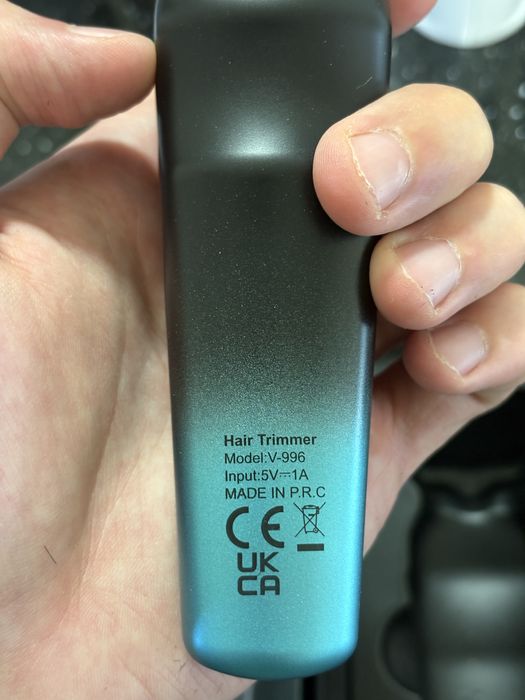 Hair Trimmer
Model:V-996
Input:5V⎓1A
MADE IN P.R.C
CE
UK
CA